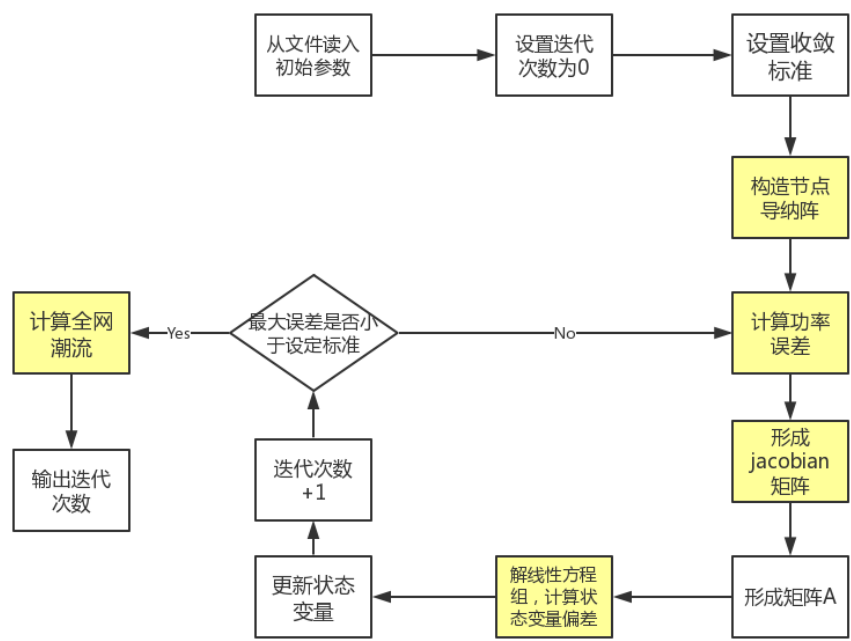 从文件读入
初始参数
设置迭代
次数为0
设置收敛
标准
构造节点
导纳阵
计算全网
潮流
Yes
最大误差是否小
于设定标准
No
计算功率
误差
形成
jacobian
矩阵
迭代次数
+1
输出迭代
次数
更新状态
变量
解线性方程
组，计算状
态变量偏差
形成矩阵A